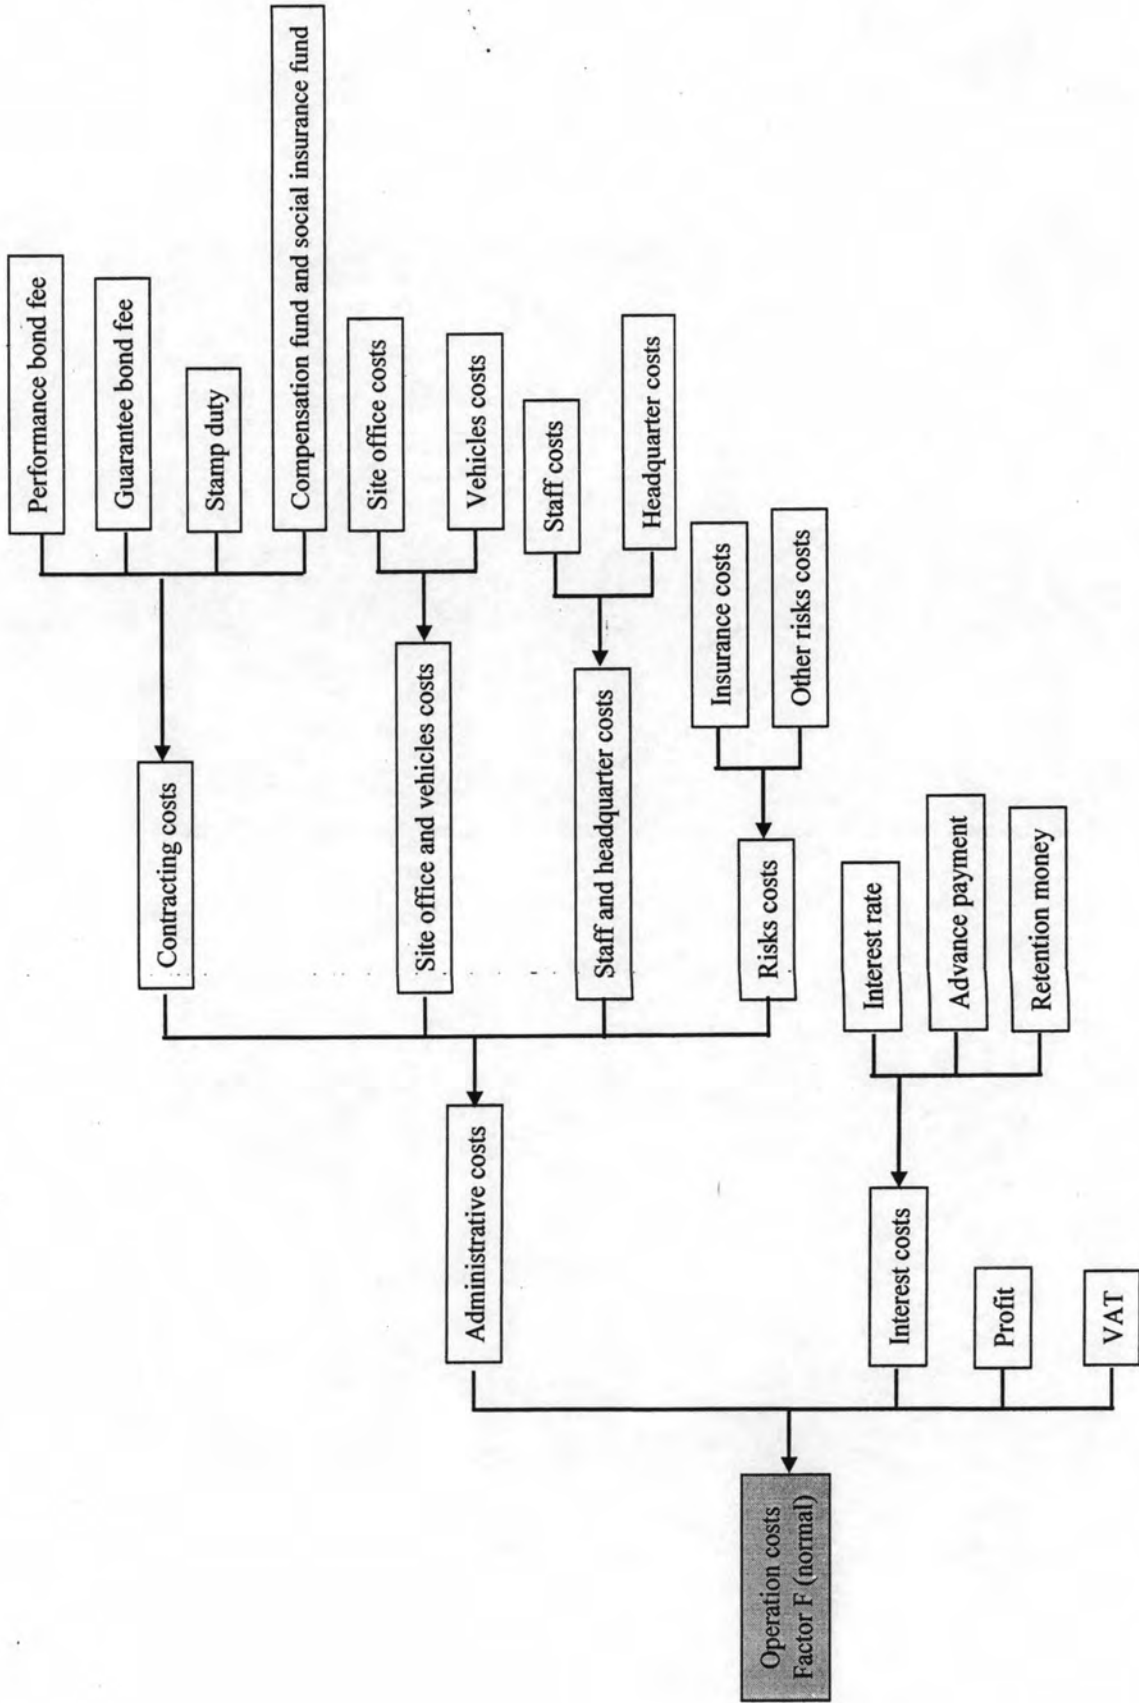 Performance bond fee
Guarantee bond fee
Stamp duty
Compensation fund and social insurance fund
Site office costs
Vehicles costs
Staff costs
Headquarter costs
Insurance costs
Other risks costs
Contracting costs
Site office and vehicles costs
Staff and headquarter costs
Risks costs
Interest rate
Advance payment
Retention money
Administrative costs
Interest costs
Profit
VAT
Operation costs
Factor F (normal)